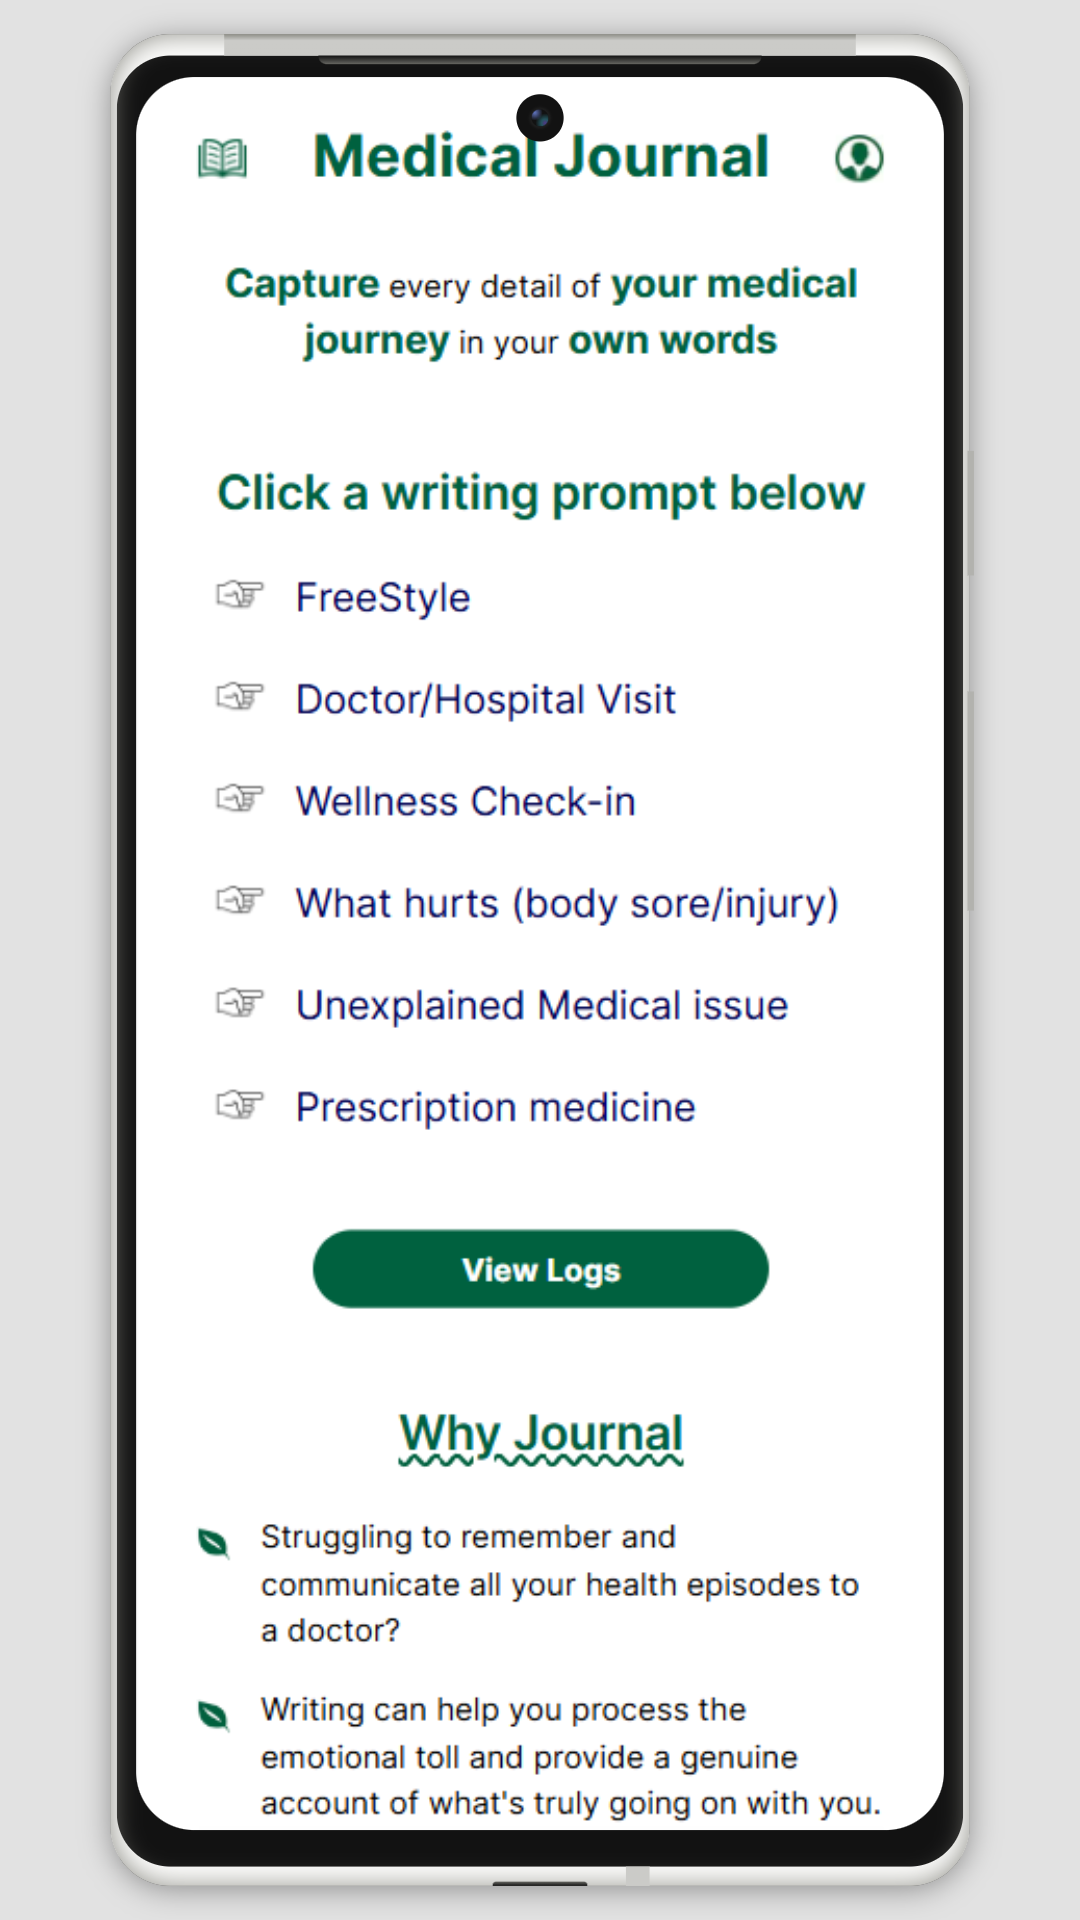 Medical Journal
Capture every detail of your medical
journey in your own words
Click a writing prompt below
FreeStyle
Doctor/Hospital Visit
Wellness Check-in
What hurts (body sore/injury)
Unexplained Medical issue
Prescription medicine
View Logs
Why Journal
Struggling to remember and
communicate all your health episodes to
a doctor?
Writing can help you process the
emotional toll and provide a genuine
account of what's truly going on with you.